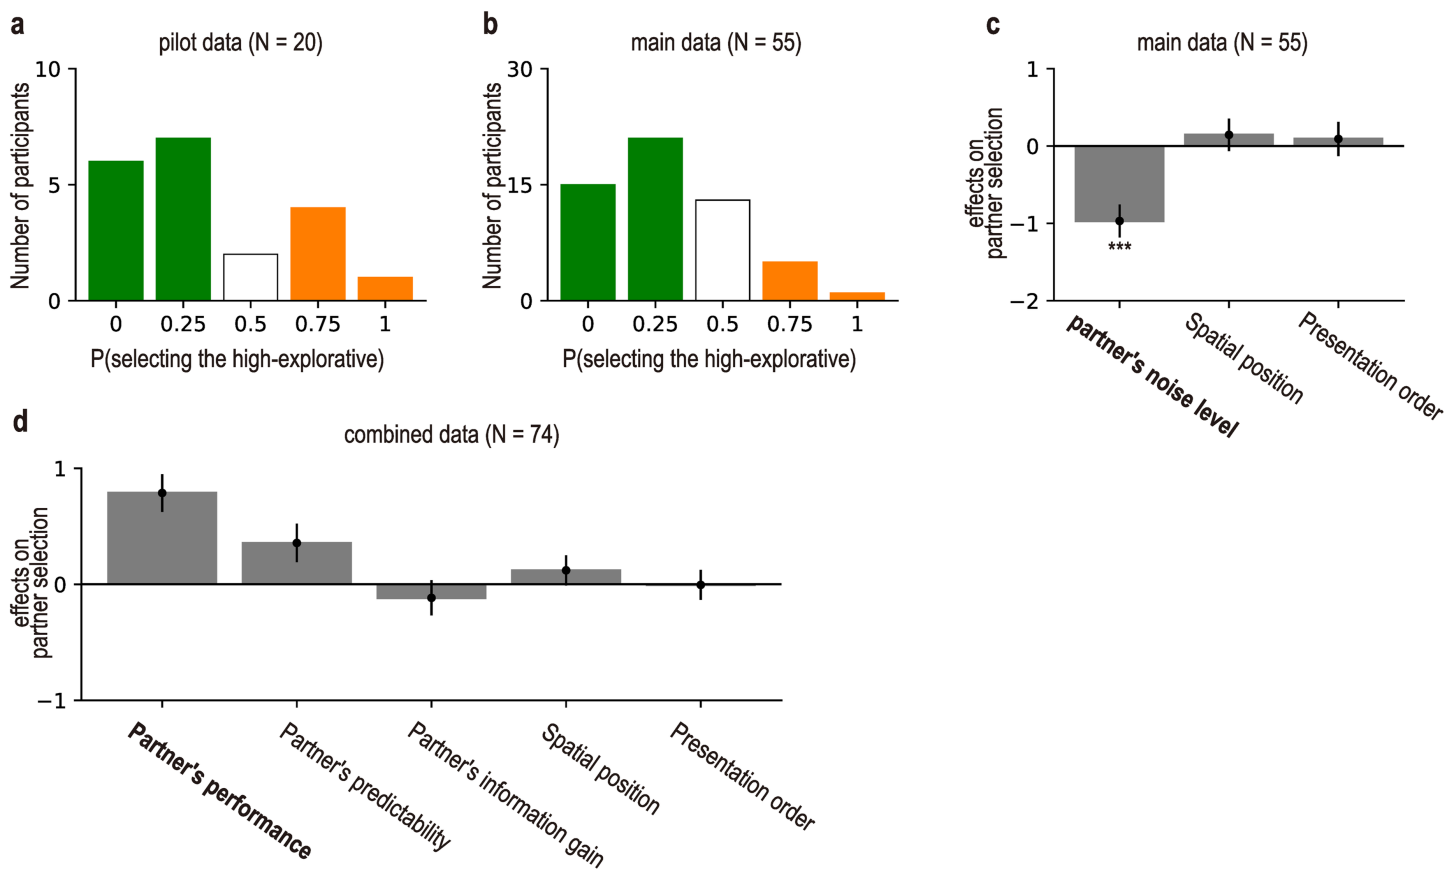 a
pilot data (N = 20)
Number of participants
10
5
0
0 0.25 0.5 0.75 1
P(selecting the high-explorative)
b
main data (N = 55)
Number of participants
30
15
0
0 0.25 0.5 0.75 1
P(selecting the high-explorative)
c
main data (N = 55)
effects on
partner selection
1
0
−1
−2
***
partner's noise level
Spatial position
Presentation order
d
combined data (N = 74)
effects on
partner selection
1
0
−1
Partner's performance
Partner's predictability
Partner's information gain
Spatial position
Presentation order